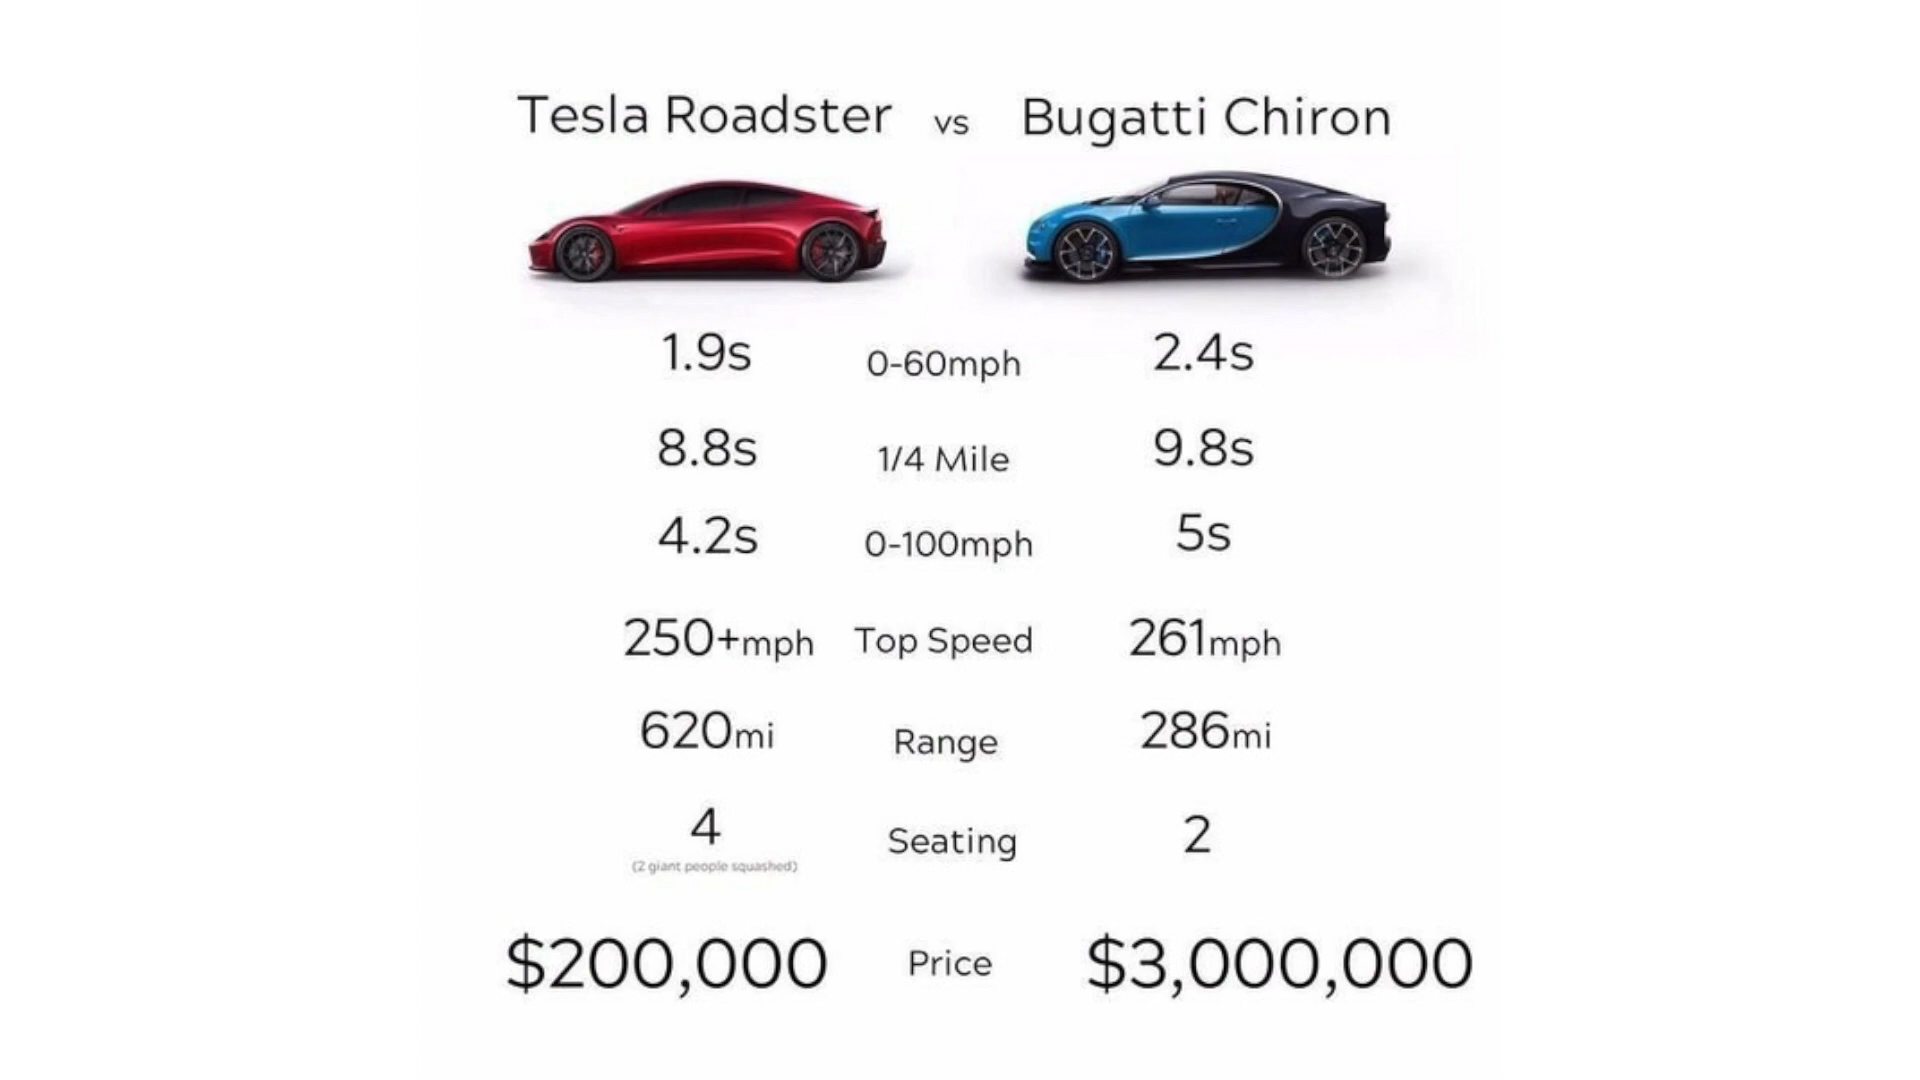 Tesla Roadster vs Bugatti Chiron
1.9s 0-60mph 2.4s
8.8s 1/4 Mile 9.8s
4.2s 0-100mph 5s
250+mph Top Speed 261mph
620mi Range 286mi
4 Seating 2
(2 giant people squashed)
$200,000 Price $3,000,000